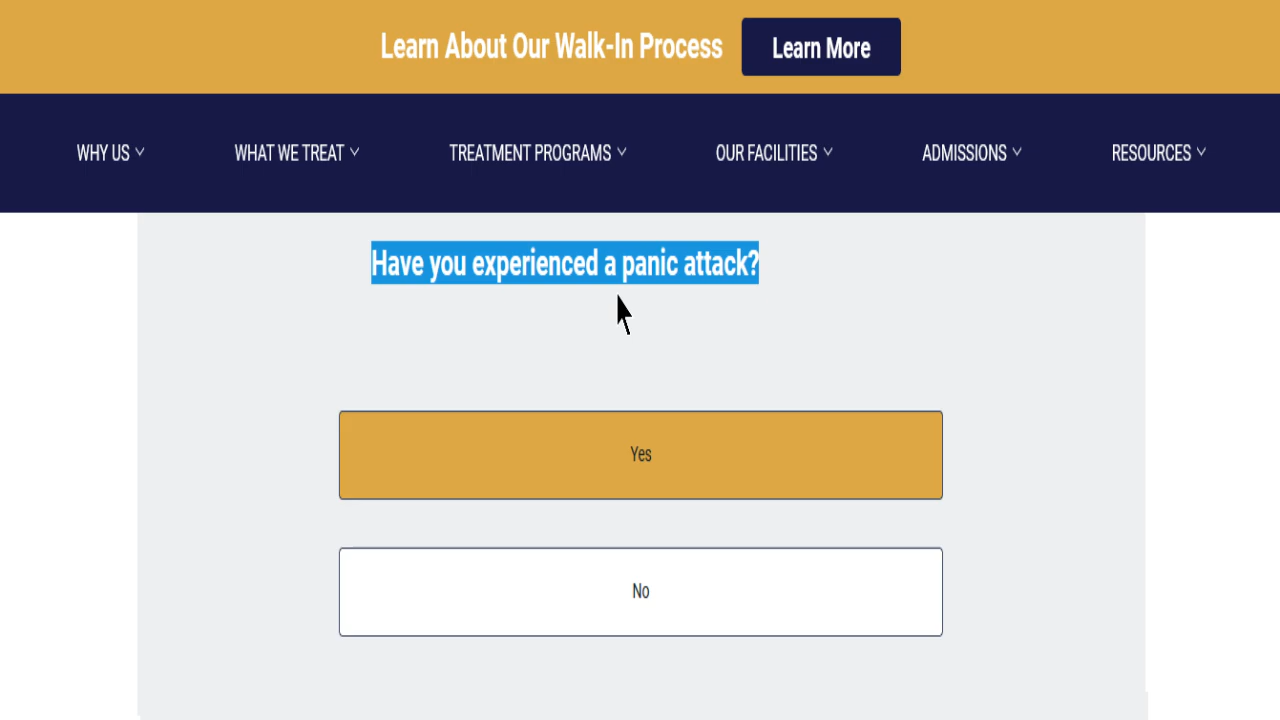 Learn About Our Walk-In Process Learn More
WHY US WHAT WE TREAT TREATMENT PROGRAMS OUR FACILITIES ADMISSIONS RESOURCES
Have you experienced a panic attack?
Yes
No